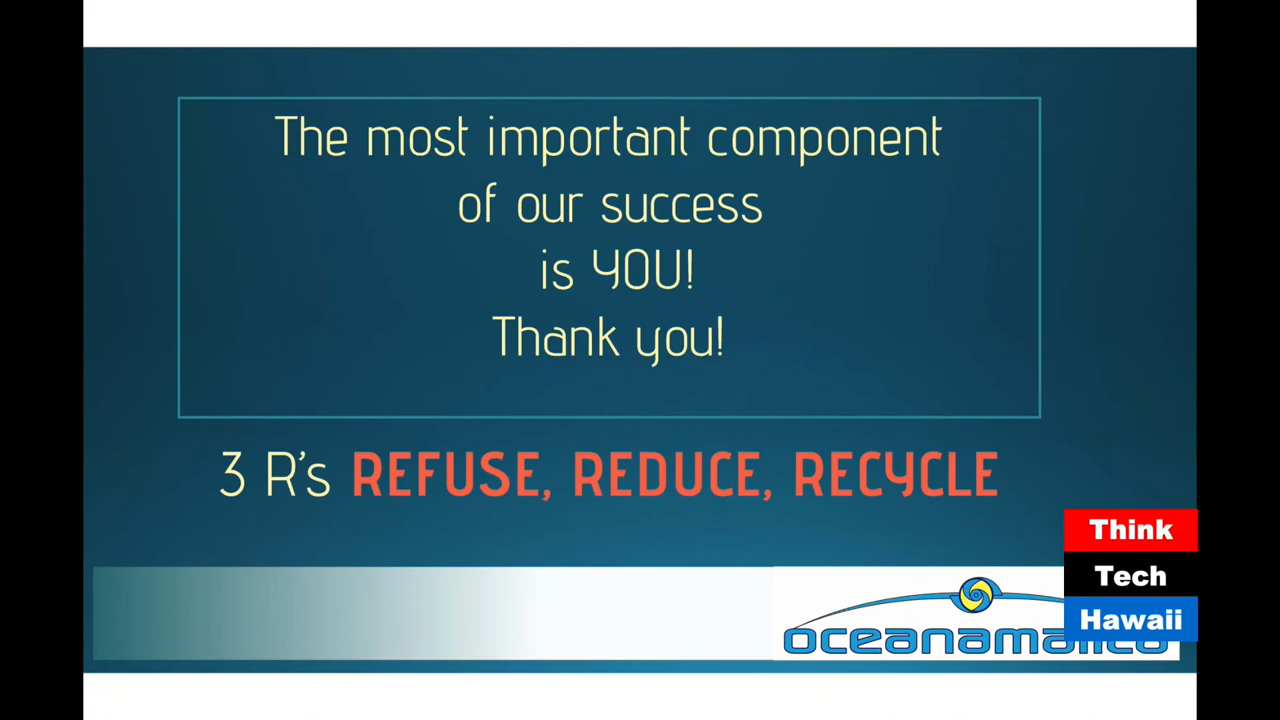 The most important component
of our success
is YOU!
Thank you!
3 R's REFUSE, REDUCE, RECYCLE
Think
Tech
Hawaii